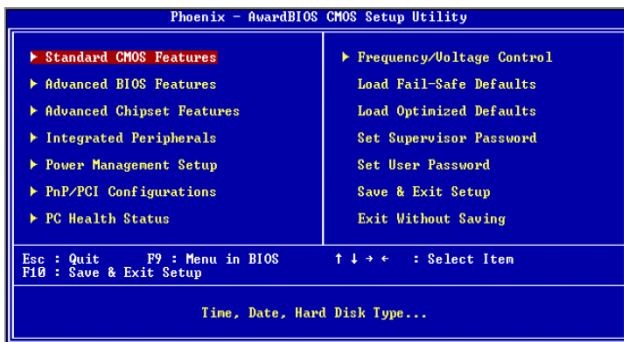 Phoenix - AwardBIOS CMOS Setup Utility
▶ Standard CMOS Features
▶ Advanced BIOS Features
▶ Advanced Chipset Features
▶ Integrated Peripherals
▶ Power Management Setup
▶ PnP/PCI Configurations
▶ PC Health Status
▶ Frequency/Voltage Control
Load Fail-Safe Defaults
Load Optimized Defaults
Set Supervisor Password
Set User Password
Save & Exit Setup
Exit Without Saving
Esc : Quit F9 : Menu in BIOS ↑ ↓ → ← : Select Item
F10 : Save & Exit Setup
Time, Date, Hard Disk Type...